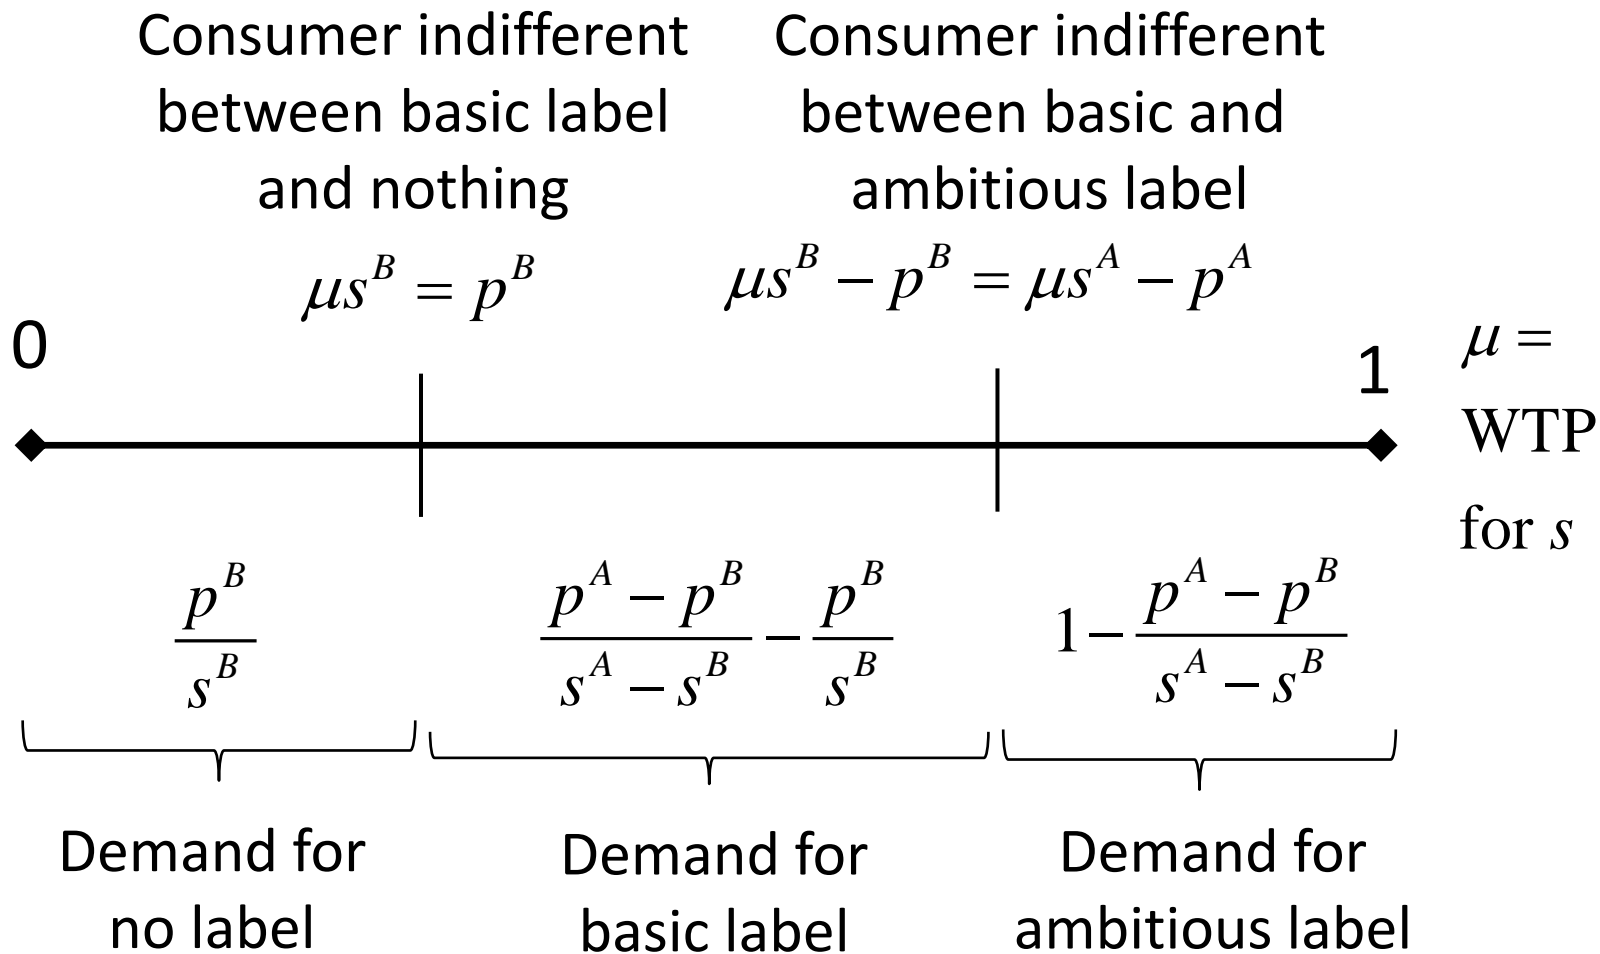 Consumer indifferent
between basic label
and nothing
μs^B = p^B
Consumer indifferent
between basic and
ambitious label
μs^B − p^B = μs^A − p^A
0
1
μ =
WTP
for s
p^B
s^B
p^A − p^B
s^A − s^B
−
p^B
s^B
1 −
p^A − p^B
s^A − s^B
Demand for
no label
Demand for
basic label
Demand for
ambitious label